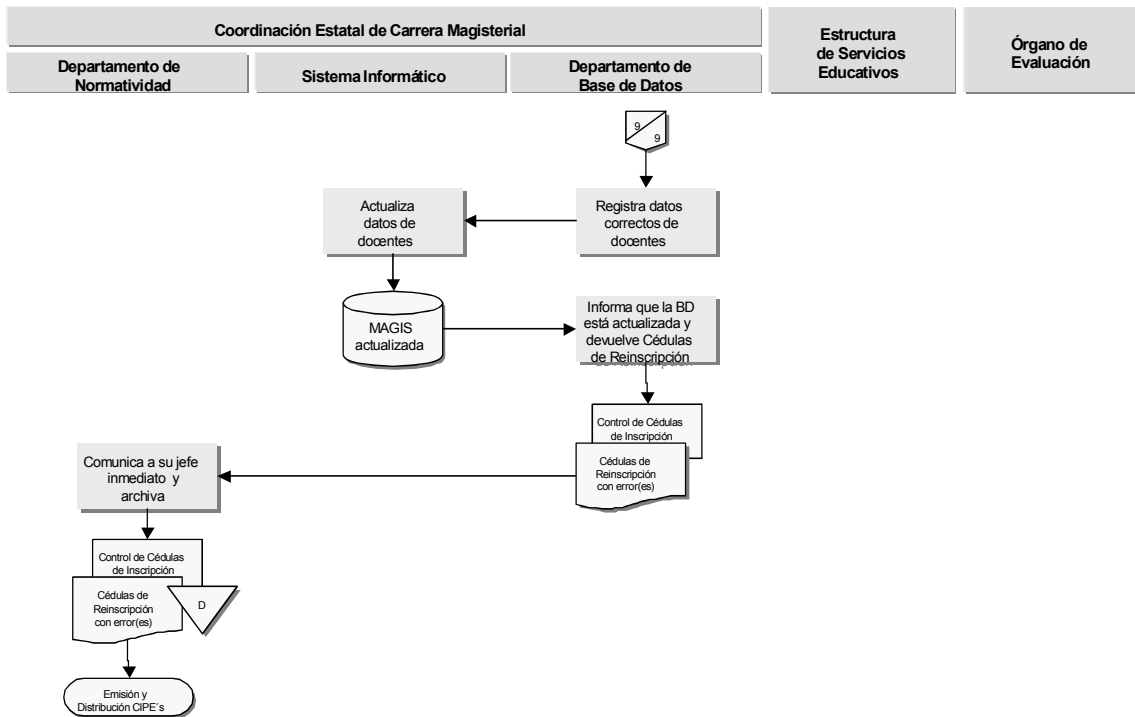 Coordinación Estatal de Carrera Magisterial
Estructura
de Servicios
Educativos
Órgano de
Evaluación
Departamento de
Normatividad
Sistema Informático
Departamento de
Base de Datos
9
9
Actualiza
datos de
docentes
Registra datos
correctos de
docentes
MAGIS
actualizada
Informa que la BD
está actualizada y
devuelve Cédulas
de Reinscripción
Control de Cédulas
de Inscripción
Cédulas de
Reinscripción
con error(es)
Comunica a su jefe
inmediato y
archiva
Control de Cédulas
de Inscripción
Cédulas de
Reinscripción
con error(es)
D
Emisión y
Distribución CIPE´s